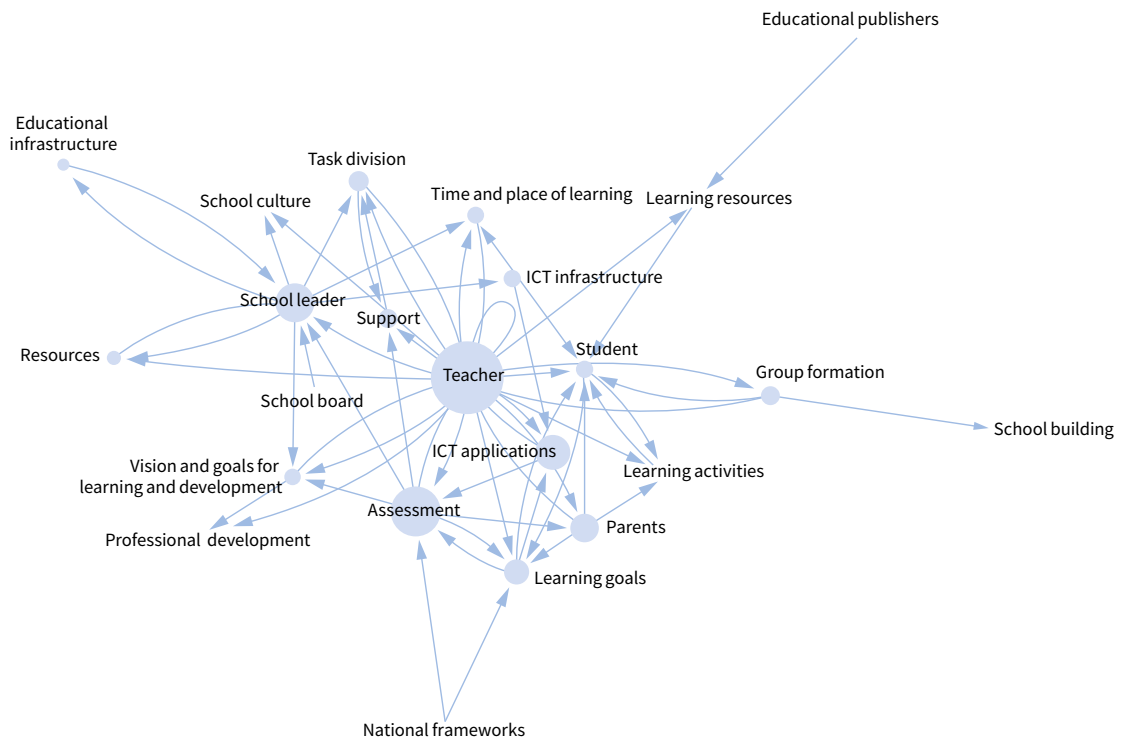 Educational publishers
Educational
infrastructure
Task division
School culture
Time and place of learning
Learning resources
ICT infrastructure
School leader
Support
Resources
Student
Teacher
Group formation
School board
School building
ICT applications
Vision and goals for
learning and development
Learning activities
Assessment
Parents
Professional development
Learning goals
National frameworks